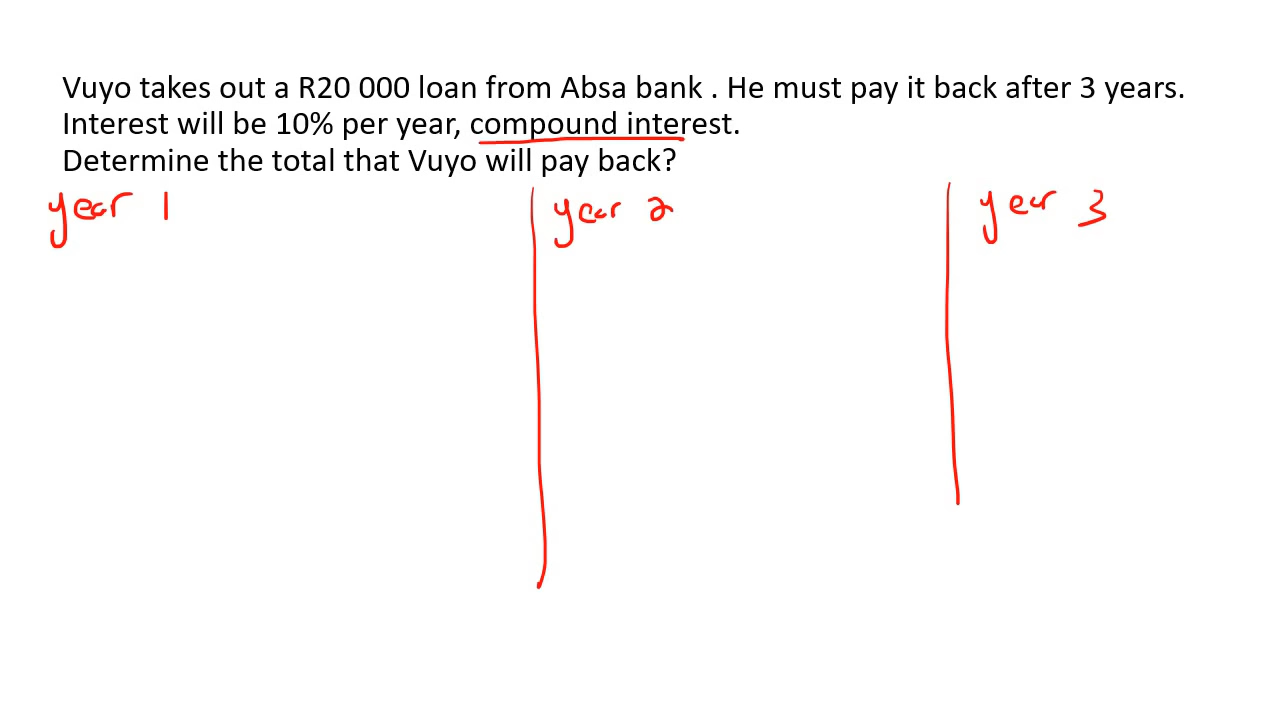 Vuyo takes out a R20 000 loan from Absa bank . He must pay it back after 3 years.
Interest will be 10% per year, compound interest.
Determine the total that Vuyo will pay back?
year 1
year 2
year 3